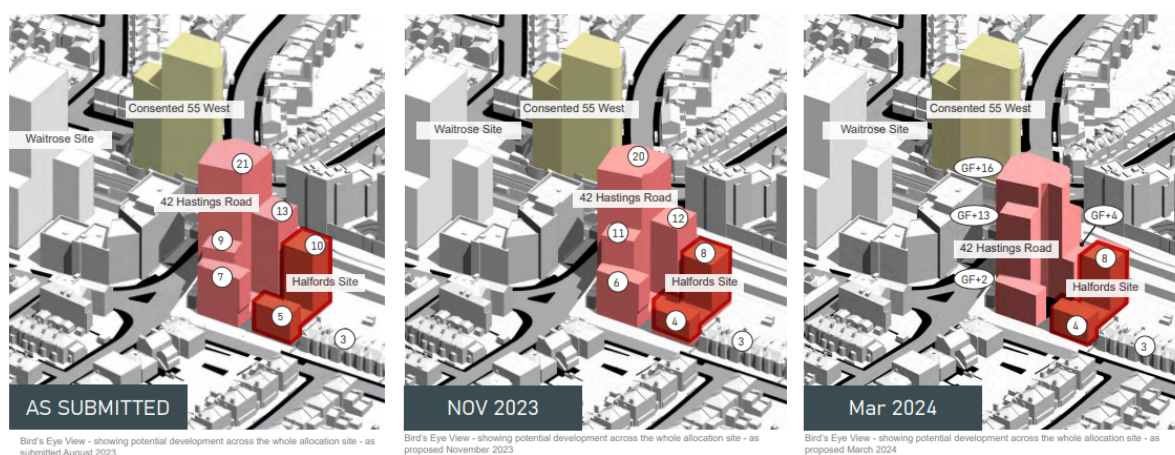 Consented 55 West
Waitrose Site
21
42 Hastings Road
13
9
10
7
Halfords Site
5
3
AS SUBMITTED
Bird's Eye View - showing potential development across the whole allocation site - as
submitted August 2023
Consented 55 West
Waitrose Site
20
42 Hastings Road
12
11
8
6
Halfords Site
4
3
NOV 2023
Bird's Eye View - showing potential development across the whole allocation site - as
proposed November 2023
Consented 55 West
Waitrose Site
GF+16
GF+13
GF+4
42 Hastings Road
8
GF+2
Halfords Site
4
3
Mar 2024
Bird's Eye View - showing potential development across the whole allocation site - as
proposed March 2024